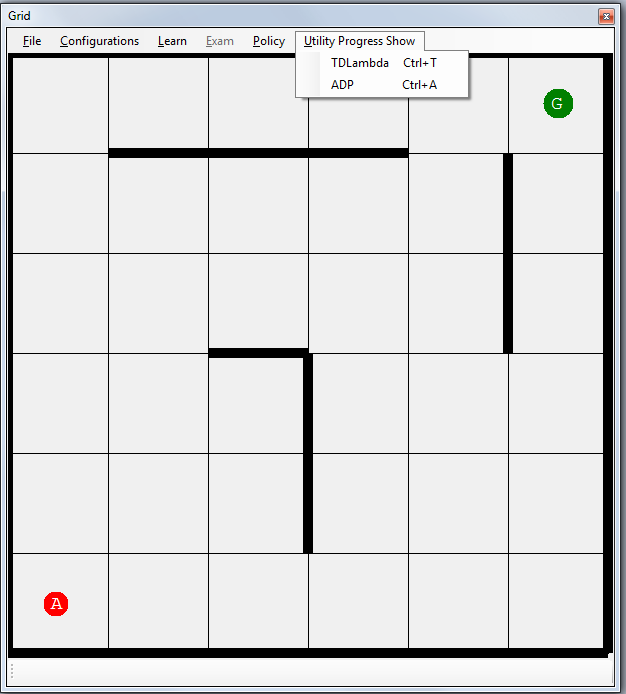 Grid
File Configurations Learn Exam Policy Utility Progress Show
TDLambda Ctrl+T
ADP Ctrl+A
G
A